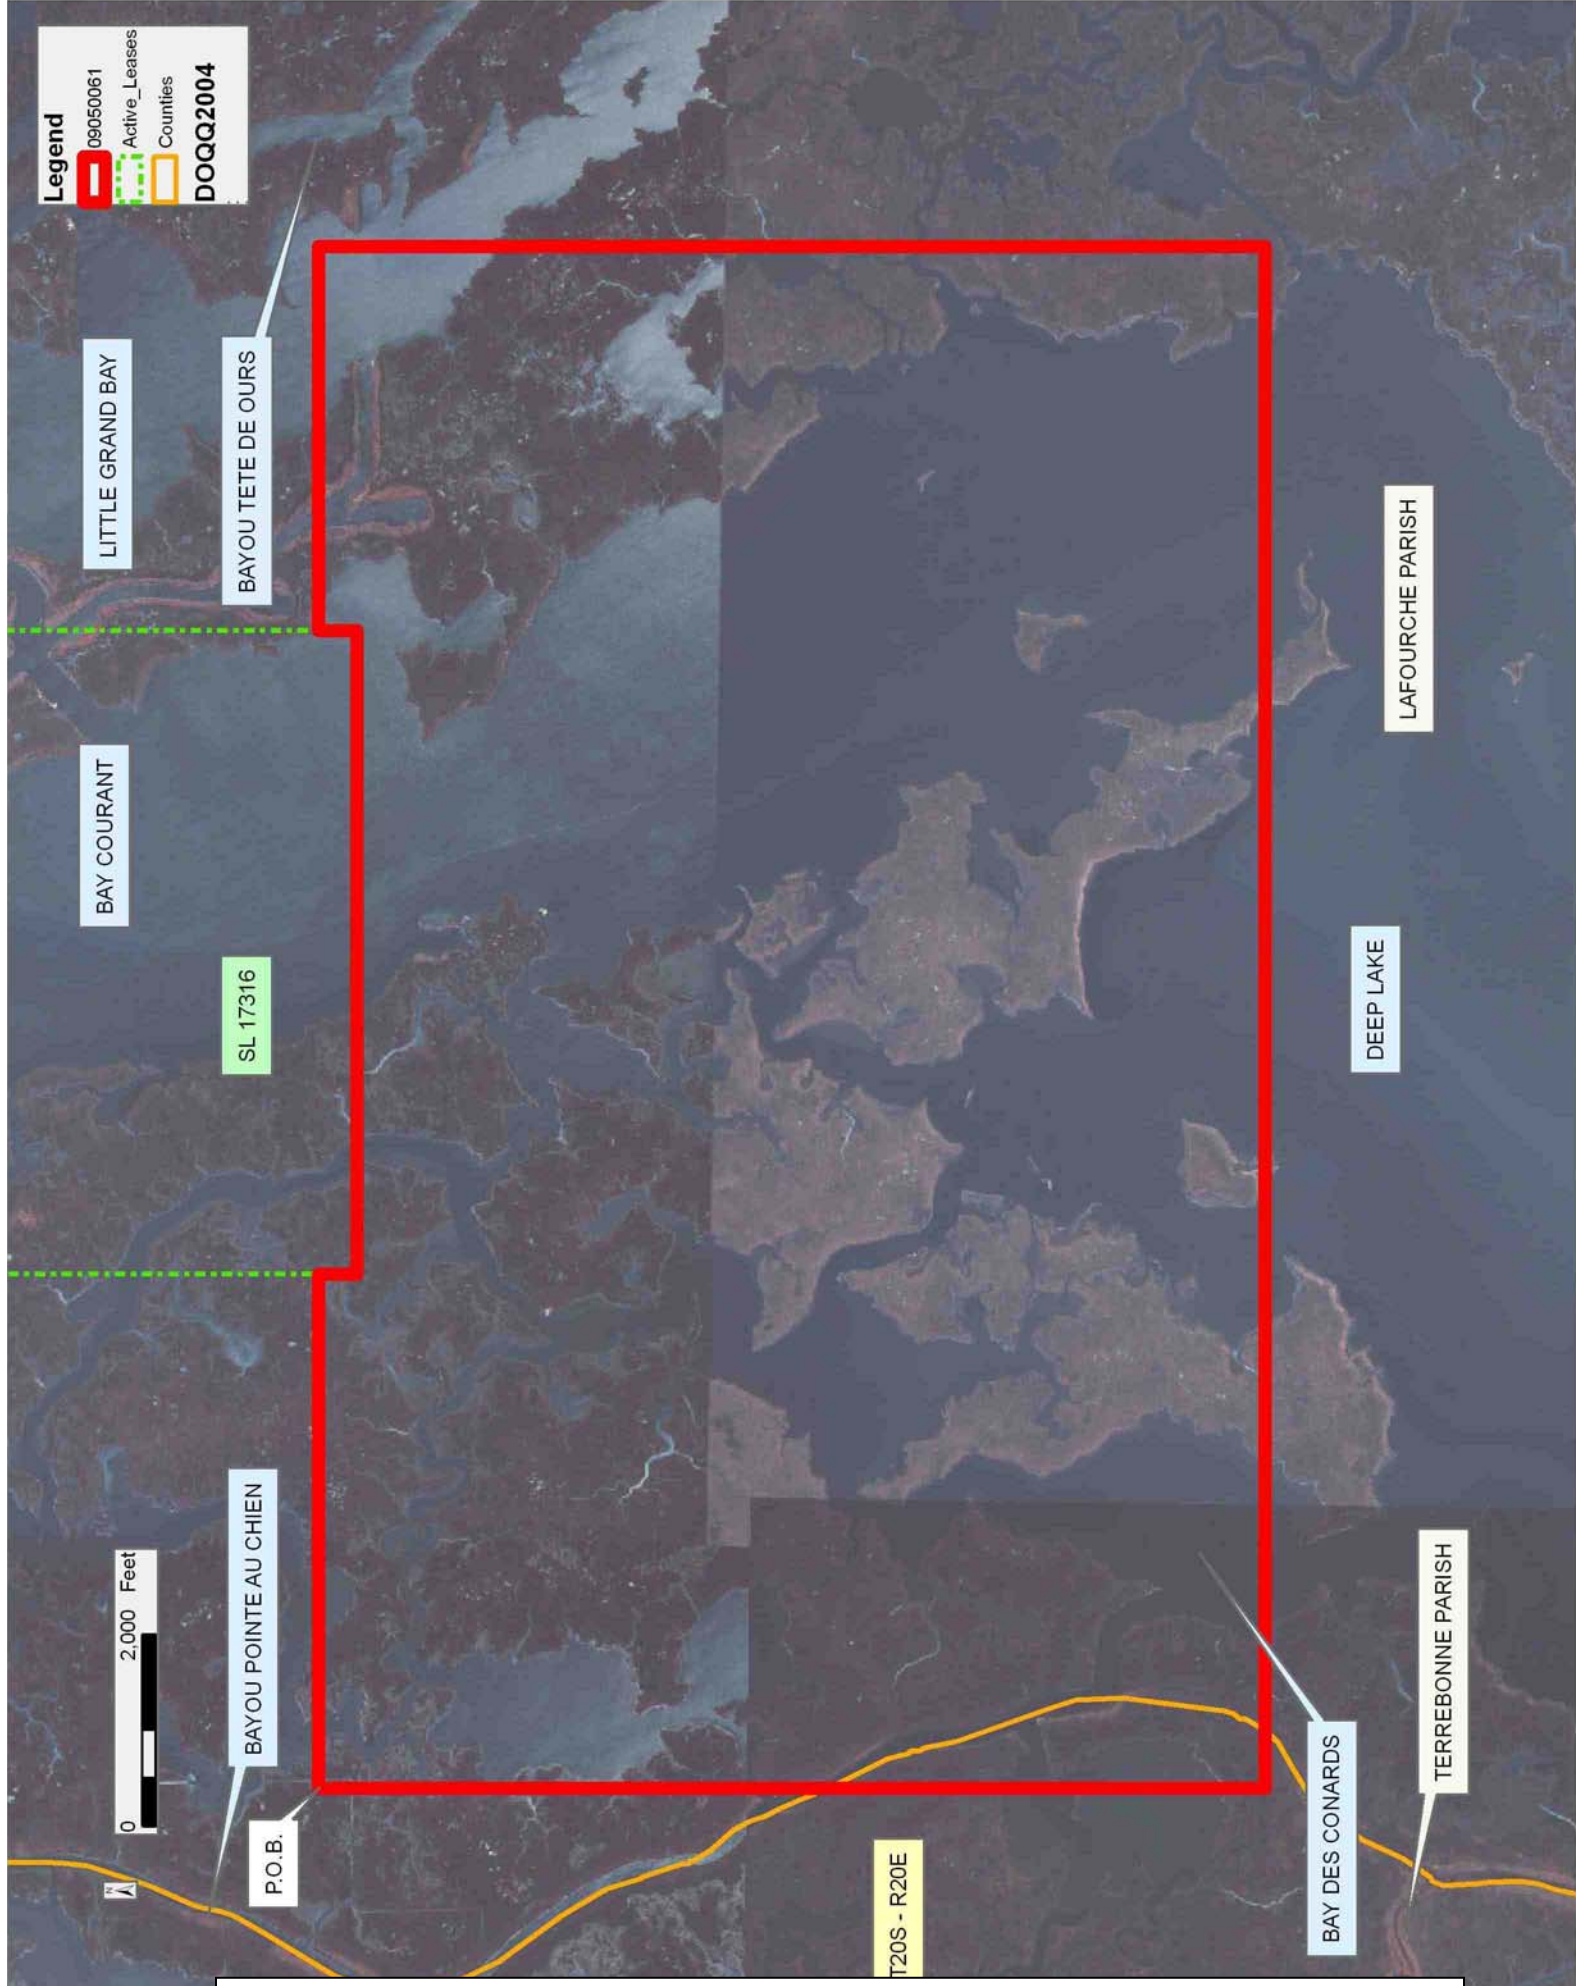 Legend
09050061
Active_Leases
Counties
DOQQ2004
0 2,000 Feet
N
LITTLE GRAND BAY
BAYOU TETE DE OURS
BAY COURANT
SL 17316
BAYOU POINTE AU CHIEN
P.O.B.
LAFOURCHE PARISH
DEEP LAKE
TERREBONNE PARISH
BAY DES CONARDS
T20S - R20E